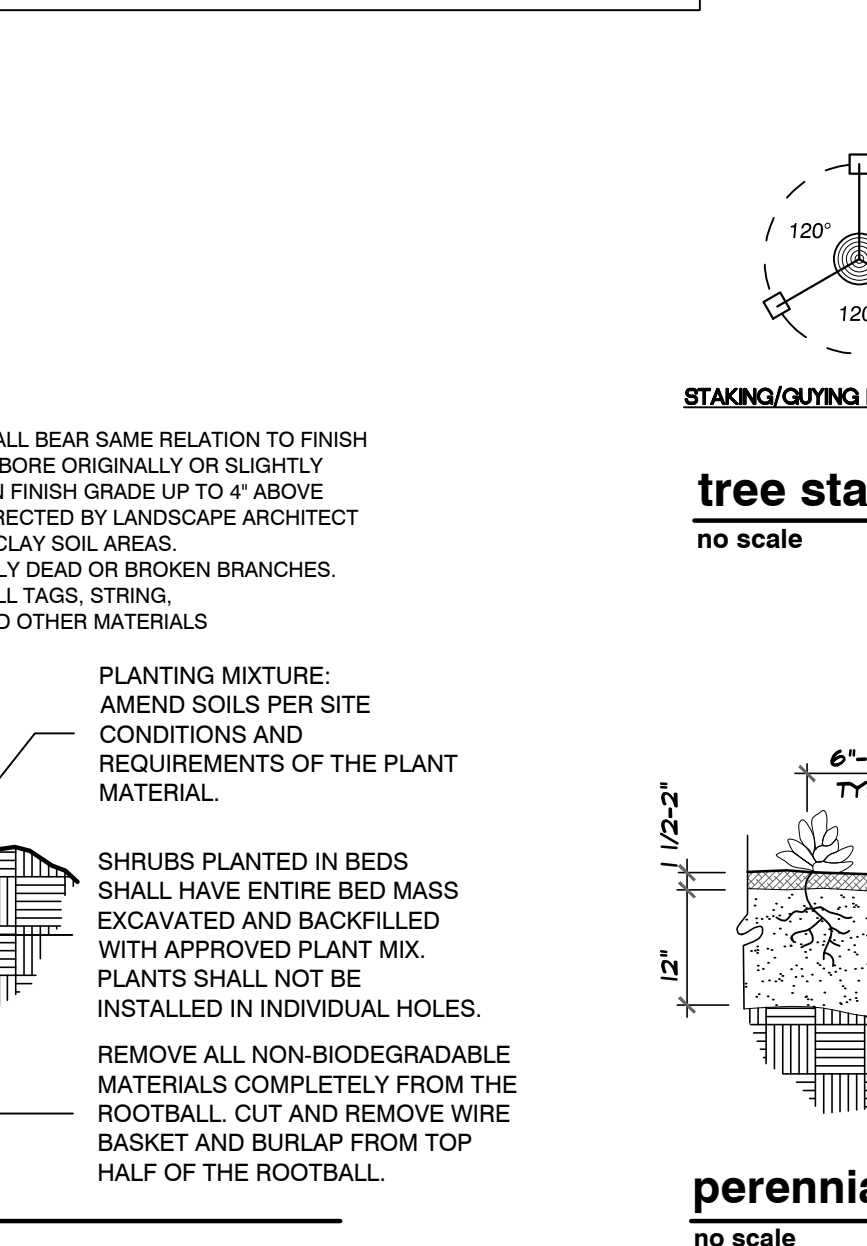 ALL BEAR SAME RELATION TO FINISH
BORE ORIGINALLY OR SLIGHTLY
FINISH GRADE UP TO 4" ABOVE
RECTED BY LANDSCAPE ARCHITECT
CLAY SOIL AREAS.
LY DEAD OR BROKEN BRANCHES.
LL TAGS, STRING,
D OTHER MATERIALS
PLANTING MIXTURE:
AMEND SOILS PER SITE
CONDITIONS AND
REQUIREMENTS OF THE PLANT
MATERIAL.
SHRUBS PLANTED IN BEDS
SHALL HAVE ENTIRE BED MASS
EXCAVATED AND BACKFILLED
WITH APPROVED PLANT MIX.
PLANTS SHALL NOT BE
INSTALLED IN INDIVIDUAL HOLES.
REMOVE ALL NON-BIODEGRADABLE
MATERIALS COMPLETELY FROM THE
ROOTBALL. CUT AND REMOVE WIRE
BASKET AND BURLAP FROM TOP
HALF OF THE ROOTBALL.
120°
120
STAKING/GUYING
tree sta
no scale
6"-
TY
1 1/2-2"
12"
perennia
no scale